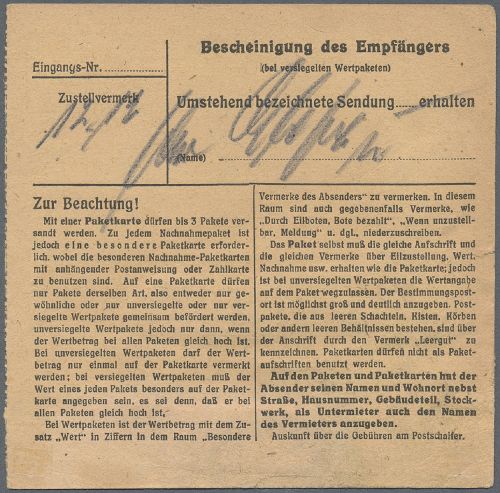 Bescheinigung des Empfängers
(bei versiegelten Wertpaketen)
Eingangs-Nr. ....................
Zustellvermerk
Umstehend bezeichnete Sendung...... erhalten
12/12
(Name)
Zur Beachtung!
Mit einer Paketkarte dürfen bis 3 Pakete ver-
sandt werden. Zu jedem Nachnahmepaket ist
jedoch eine besondere Paketkarte erforder-
lich, wobei die besonderen Nachnahme-Paketkarten
mit anhängender Postanweisung oder Zahlkarte
zu benutzen sind. Auf eine Paketkarte dürfen
nur Pakete derselben Art, also entweder nur ge-
wöhnliche oder nur unversiegelte oder nur ver-
siegelte Wertpakete gemeinsam befördert werden,
unversiegelte Wertpakete jedoch nur dann, wenn
der Wertbetrag bei allen Paketen gleich hoch ist.
Bei unversiegelten Wertpaketen darf der Wert-
betrag nur einmal auf der Paketkarte vermerkt
werden; bei versiegelten Wertpaketen muß der
Wert eines jeden Pakets besonders auf der Paket-
karte angegeben sein, es sei denn, daß er bei
allen Paketen gleich hoch ist.
Bei Wertpaketen ist der Wertbetrag mit dem Zu-
satz „Wert" in Ziffern in dem Raum „Besondere
Vermerke des Absenders" zu vermerken. In diesem
Raum sind auch gegebenenfalls Vermerke, wie
„Durch Eilboten, Bote bezahlt", „Wenn unzustell-
bar, Meldung" u. dgl., niederzuschreiben.
Das Paket selbst muß die gleiche Aufschrift und
die gleichen Vermerke über Eilzustellung, Wert,
Nachnahme usw. erhalten wie die Paketkarte; jedoch
ist bei unversiegelten Wertpaketen die Wertangabe
auf dem Paket wegzulassen. Der Bestimmungspost-
ort ist möglichst groß und deutlich anzugeben. Post-
pakete, die aus leeren Schachteln, Kisten, Körben
oder andern leeren Behältnissen bestehen, sind über
der Anschrift durch den Vermerk „Leergut" zu
kennzeichnen. Paketkarten dürfen nicht als Paket-
aufschriften benutzt werden.
Auf den Paketen und Paketkarten hat der
Absender seinen Namen und Wohnort nebst
Straße, Hausnummer, Gebäudeteil, Stock-
werk, als Untermieter auch den Namen
des Vermieters anzugeben.
Auskunft über die Gebühren am Postschalter.